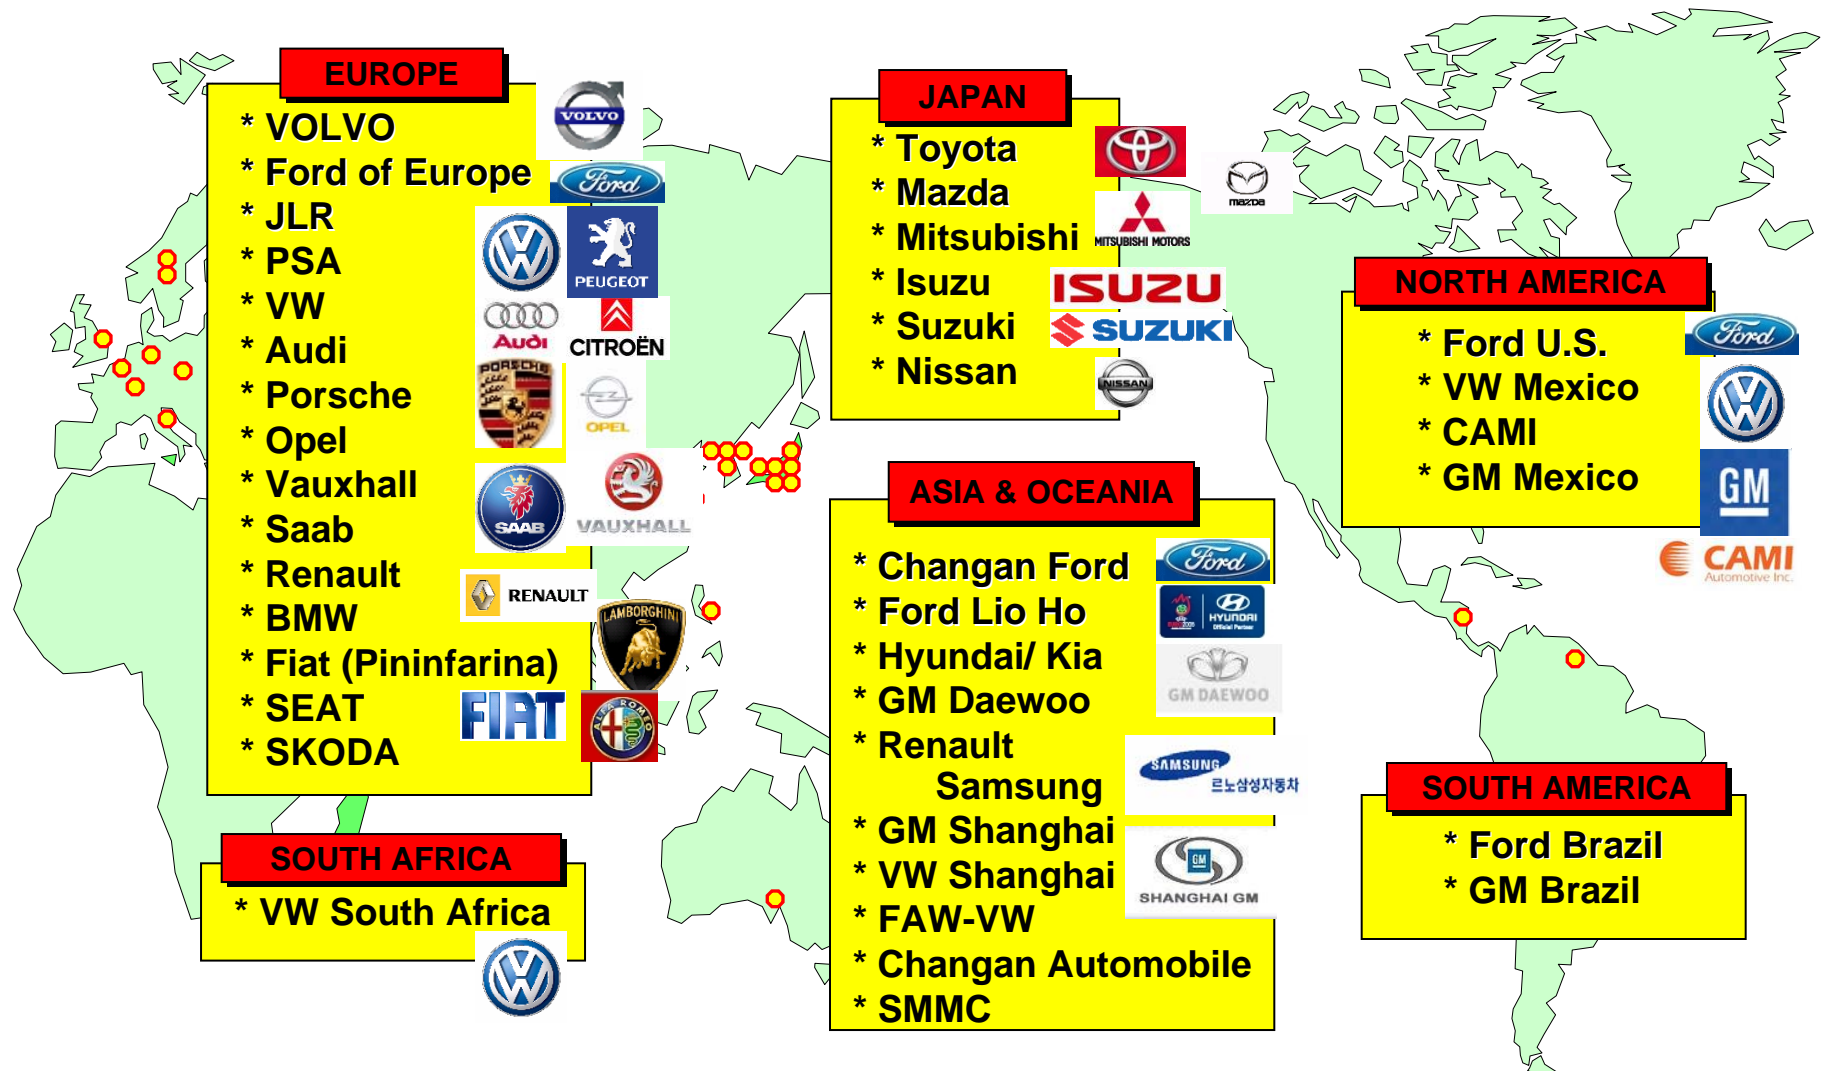 EUROPE
* VOLVO
* Ford of Europe
* JLR
* PSA
* VW
* Audi
* Porsche
* Opel
* Vauxhall
* Saab
* Renault
* BMW
* Fiat (Pininfarina)
* SEAT
* SKODA
VOLVO
Ford
PEUGEOT
Audi
CITROËN
PORSCHE
OPEL
SAAB
VAUXHALL
RENAULT
LAMBORGHINI
FIAT
ALFA ROMEO
SOUTH AFRICA
* VW South Africa
JAPAN
* Toyota
* Mazda
* Mitsubishi
* Isuzu
* Suzuki
* Nissan
mazda
MITSUBISHI MOTORS
ISUZU
SUZUKI
NISSAN
ASIA & OCEANIA
* Changan Ford
* Ford Lio Ho
* Hyundai/ Kia
* GM Daewoo
* Renault
Samsung
* GM Shanghai
* VW Shanghai
* FAW-VW
* Changan Automobile
* SMMC
Ford
HYUNDAI
Official Partner
GM DAEWOO
SAMSUNG
르노삼성자동차
GM
SHANGHAI GM
NORTH AMERICA
* Ford U.S.
* VW Mexico
* CAMI
* GM Mexico
Ford
GM
CAMI
Automotive Inc.
SOUTH AMERICA
* Ford Brazil
* GM Brazil